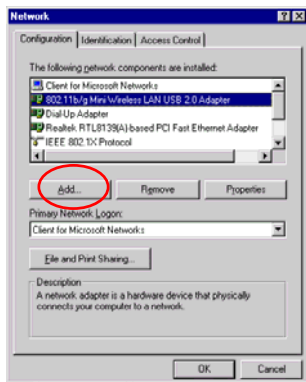 Network
Configuration Identification Access Control
The following network components are installed:
Client for Microsoft Networks
802.11b/g Mini Wireless LAN USB 2.0 Adapter
Dial-Up Adapter
Realtek RTL8139(A)-based PCI Fast Ethernet Adapter
IEEE 802.1X Protocol
Add... Remove Properties
Primary Network Logon:
Client for Microsoft Networks
File and Print Sharing...
Description
A network adapter is a hardware device that physically
connects your computer to a network.
OK Cancel